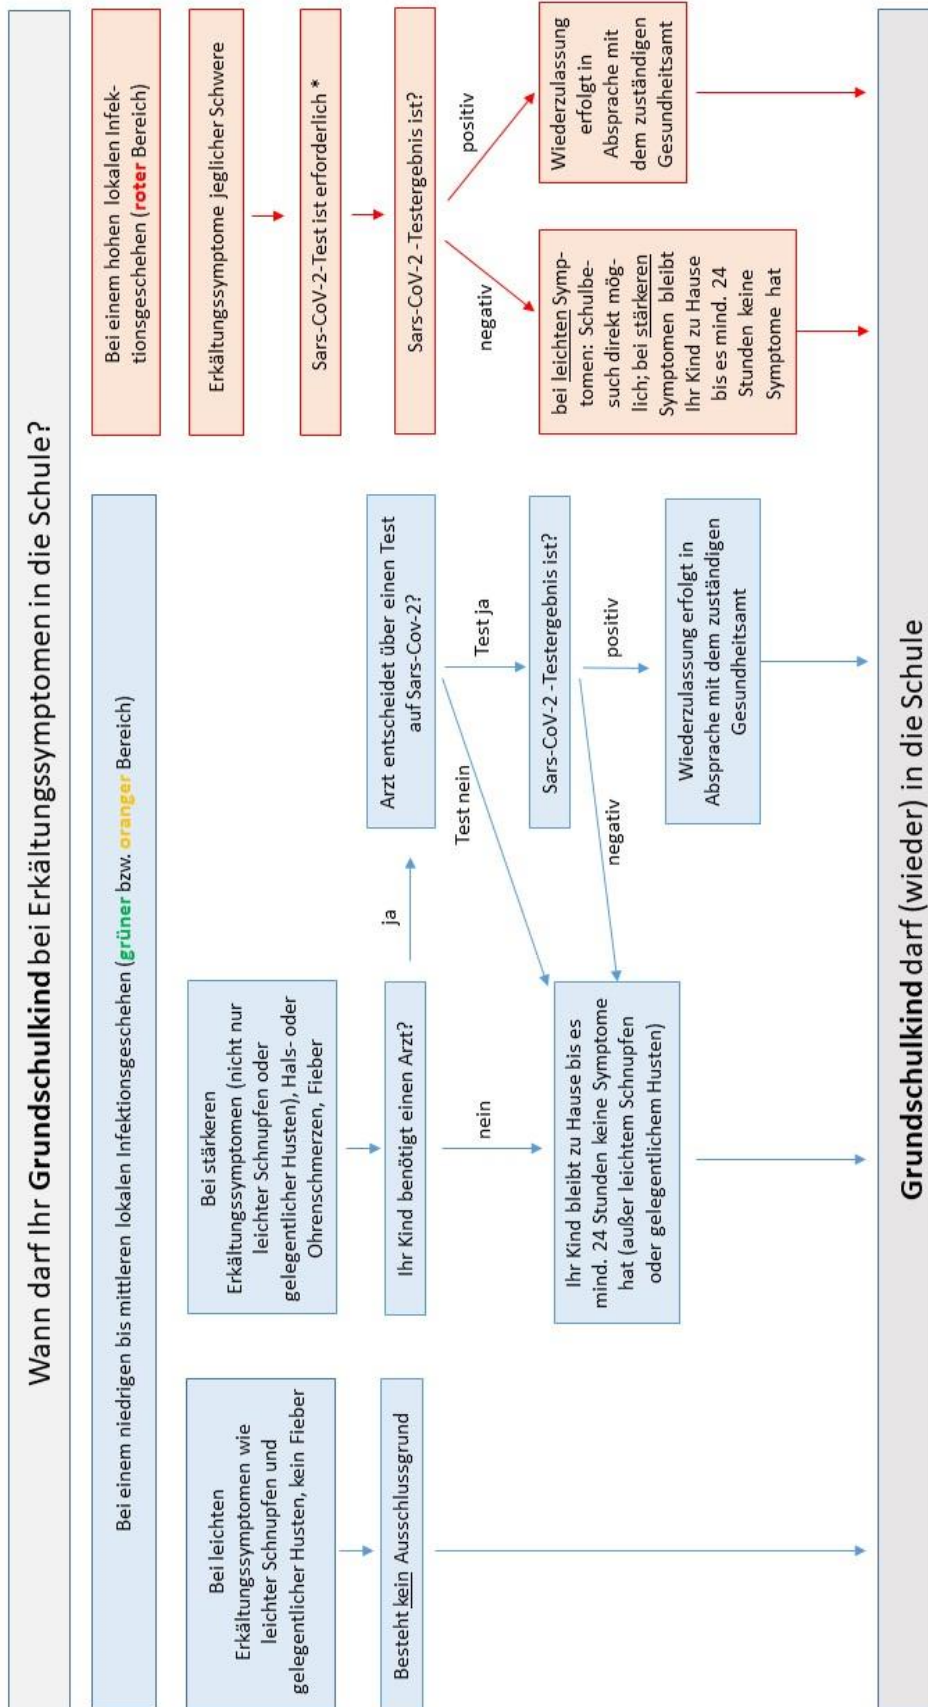 Wann darf Ihr Grundschulkind bei Erkältungssymptomen in die Schule?
Bei einem niedrigen bis mittleren lokalen Infektionsgeschehen (grüner bzw. oranger Bereich)
Bei leichten
Erkältungssymptomen wie
leichter Schnupfen und
gelegentlicher Husten, kein Fieber
Besteht kein Ausschlussgrund
Bei stärkeren
Erkältungssymptomen (nicht nur
leichter Schnupfen oder
gelegentlicher Husten), Hals- oder
Ohrenschmerzen, Fieber
Ihr Kind benötigt einen Arzt?
ja
nein
Arzt entscheidet über einen Test
auf Sars-Cov-2?
Test nein
Test ja
Sars-CoV-2 -Testergebnis ist?
negativ
positiv
Ihr Kind bleibt zu Hause bis es
mind. 24 Stunden keine Symptome
hat (außer leichtem Schnupfen
oder gelegentlichem Husten)
Wiederzulassung erfolgt in
Absprache mit dem zuständigen
Gesundheitsamt
Bei einem hohen lokalen Infek-
tionsgeschehen (roter Bereich)
Erkältungssymptome jeglicher Schwere
Sars-CoV-2-Test ist erforderlich *
Sars-CoV-2 -Testergebnis ist?
negativ
positiv
bei leichten Symp-
tomen: Schulbe-
such direkt mög-
lich; bei stärkeren
Symptomen bleibt
Ihr Kind zu Hause
bis es mind. 24
Stunden keine
Symptome hat
Wiederzulassung
erfolgt in
Absprache mit
dem zuständigen
Gesundheitsamt
Grundschulkind darf (wieder) in die Schule